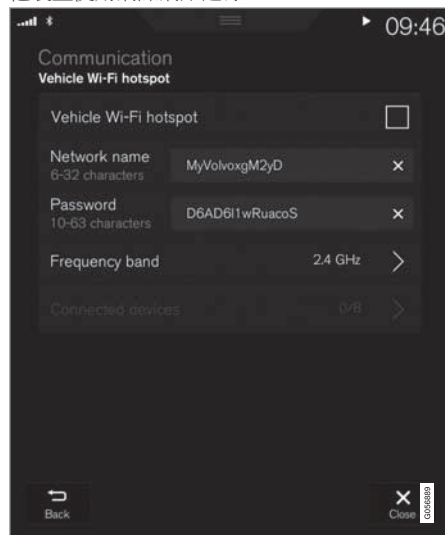 09:46
Communication
Vehicle Wi-Fi hotspot
Vehicle Wi-Fi hotspot
Network name
6-32 characters
MyVolvoxgM2yD
Password
10-63 characters
D6AD6l1wRuacoS
Frequency band
2.4 GHz
Connected devices
0/8
Back
Close
G056889